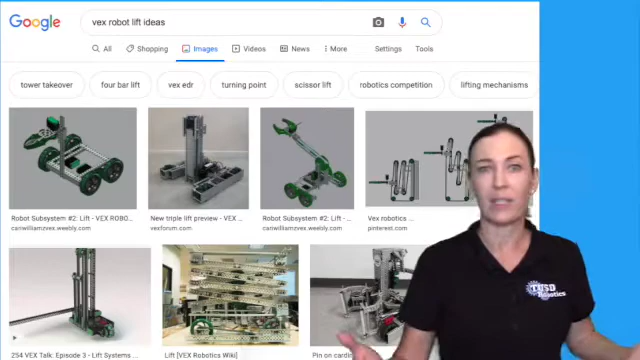 Google
vex robot lift ideas
All Shopping Images Videos News More Settings Tools
tower takeover four bar lift vex edr turning point scissor lift robotics competition lifting mechanisms
Robot Subsystem #2: Lift - VEX ROBO...
canwilliamzvex.weebly.com
New triple lift preview - VEX ...
vexforum.com
Robot Subsystem #2: Lift - ...
canwilliamzvex.weebly.com
Vex robotics ...
pinterest.com
TUSD
Robotics
254 VEX Talk: Episode 3 - Lift Systems ...
Lift [VEX Robotics Wiki]
Pin on cardio